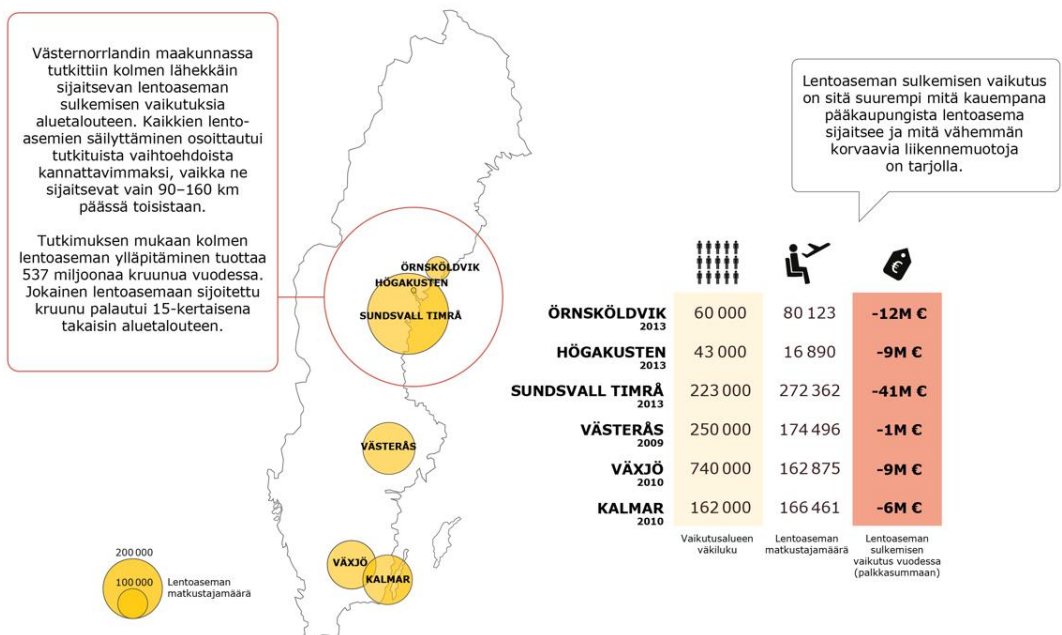 Västernorrlandin maakunnassa
tutkittiin kolmen lähekkäin
sijaitsevan lentoaseman
sulkemisen vaikutuksia
aluetalouteen. Kaikkien lento-
asemien säilyttäminen osoittautui
tutkituista vaihtoehdoista
kannattavimmaksi, vaikka ne
sijaitsevat vain 90–160 km
päässä toisistaan.
Tutkimuksen mukaan kolmen
lentoaseman ylläpitäminen tuottaa
537 miljoonaa kruunua vuodessa.
Jokainen lentoasemaan sijoitettu
kruunu palautui 15-kertaisena
takaisin aluetalouteen.
Lentoaseman sulkemisen vaikutus
on sitä suurempi mitä kauempana
pääkaupungista lentoasema
sijaitsee ja mitä vähemmän
korvaavia liikennemuotoja
on tarjolla.
ÖRNSKÖLDVIK
HÖGAKUSTEN
SUNDSVALL TIMRÅ
VÄSTERÅS
VÄXJÖ
KALMAR
200 000
100 000
Lentoaseman
matkustajamäärä
€
ÖRNSKÖLDVIK 60 000 80 123 -12M €
2013
HÖGAKUSTEN 43 000 16 890 -9M €
2013
SUNDSVALL TIMRÅ 223 000 272 362 -41M €
2013
VÄSTERÅS 250 000 174 496 -1M €
2009
VÄXJÖ 740 000 162 875 -9M €
2010
KALMAR 162 000 166 461 -6M €
2010
Vaikutusalueen
väkiluku
Lentoaseman
matkustajamäärä
Lentoaseman
sulkemisen
vaikutus vuodessa
(palkkasummaan)